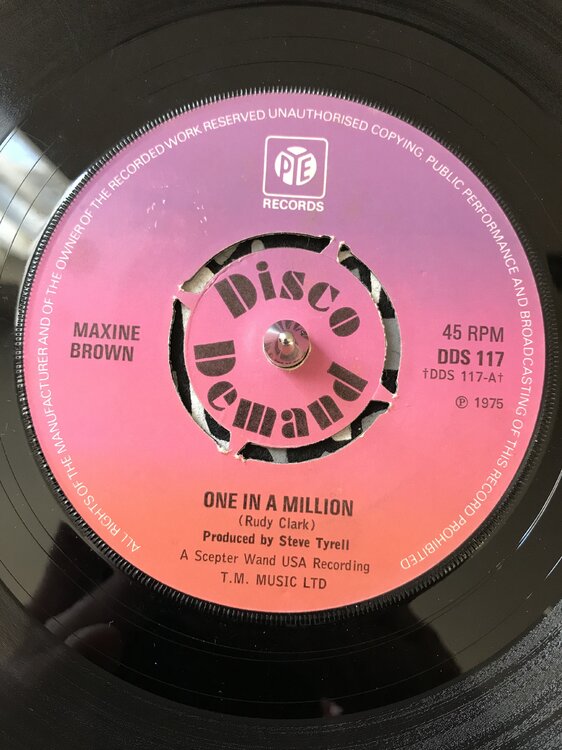 ALL RIGHTS OF THE MANUFACTURER AND OF THE OWNER OF THE RECORDED WORK RESERVED UNAUTHORISED COPYING, PUBLIC PERFORMANCE AND BROADCASTING OF THIS RECORD PROHIBITED
PYE
RECORDS
Disco
Demand
MAXINE
BROWN
45 RPM
DDS 117
†DDS 117-A†
℗ 1975
ONE IN A MILLION
(Rudy Clark)
Produced by Steve Tyrell
A Scepter Wand USA Recording
T.M. MUSIC LTD